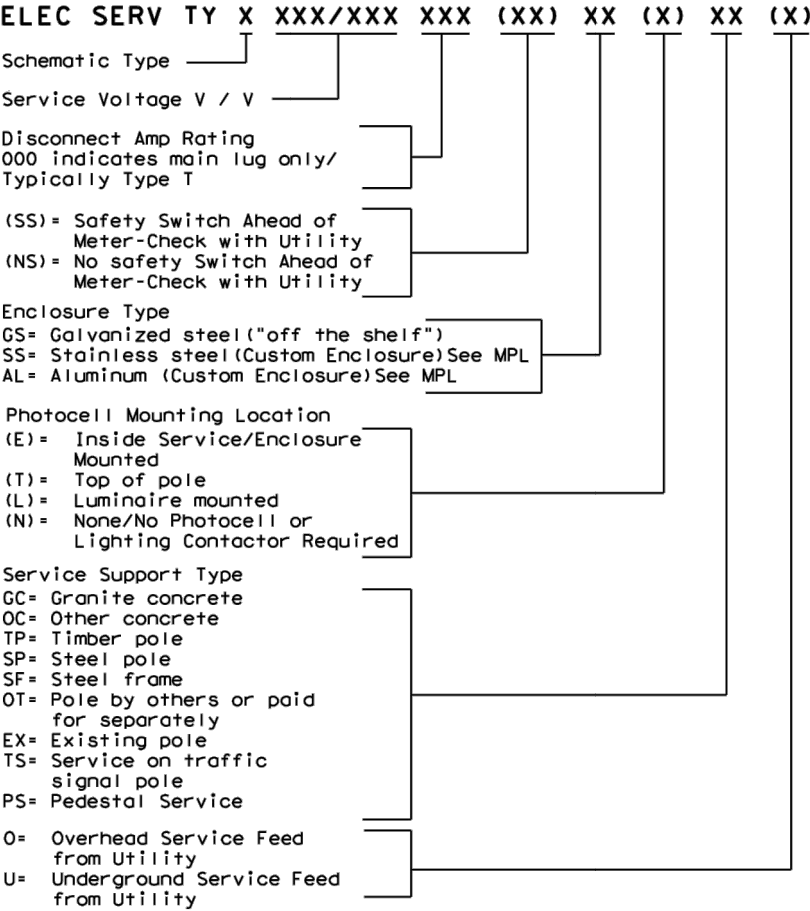 ELEC SERV TY X XXX/XXX XXX (XX) XX (X) XX (X)
Schematic Type
Service Voltage V / V
Disconnect Amp Rating
000 indicates main lug only/
Typically Type T
(SS)= Safety Switch Ahead of
Meter-Check with Utility
(NS)= No safety Switch Ahead of
Meter-Check with Utility
Enclosure Type
GS= Galvanized steel("off the shelf")
SS= Stainless steel(Custom Enclosure)See MPL
AL= Aluminum (Custom Enclosure)See MPL
Photocell Mounting Location
(E)= Inside Service/Enclosure
Mounted
(T)= Top of pole
(L)= Luminaire mounted
(N)= None/No Photocell or
Lighting Contactor Required
Service Support Type
GC= Granite concrete
OC= Other concrete
TP= Timber pole
SP= Steel pole
SF= Steel frame
OT= Pole by others or paid
for separately
EX= Existing pole
TS= Service on traffic
signal pole
PS= Pedestal Service
O= Overhead Service Feed
from Utility
U= Underground Service Feed
from Utility